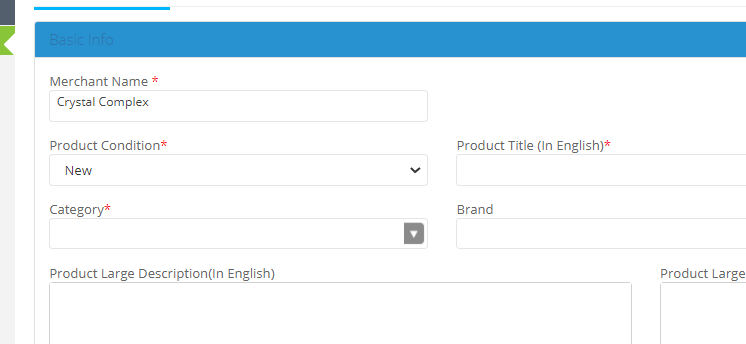 Basic Info
Merchant Name *
Crystal Complex
Product Condition*
Product Title (In English)*
New
Category*
Brand
Product Large Description(In English)
Product Large